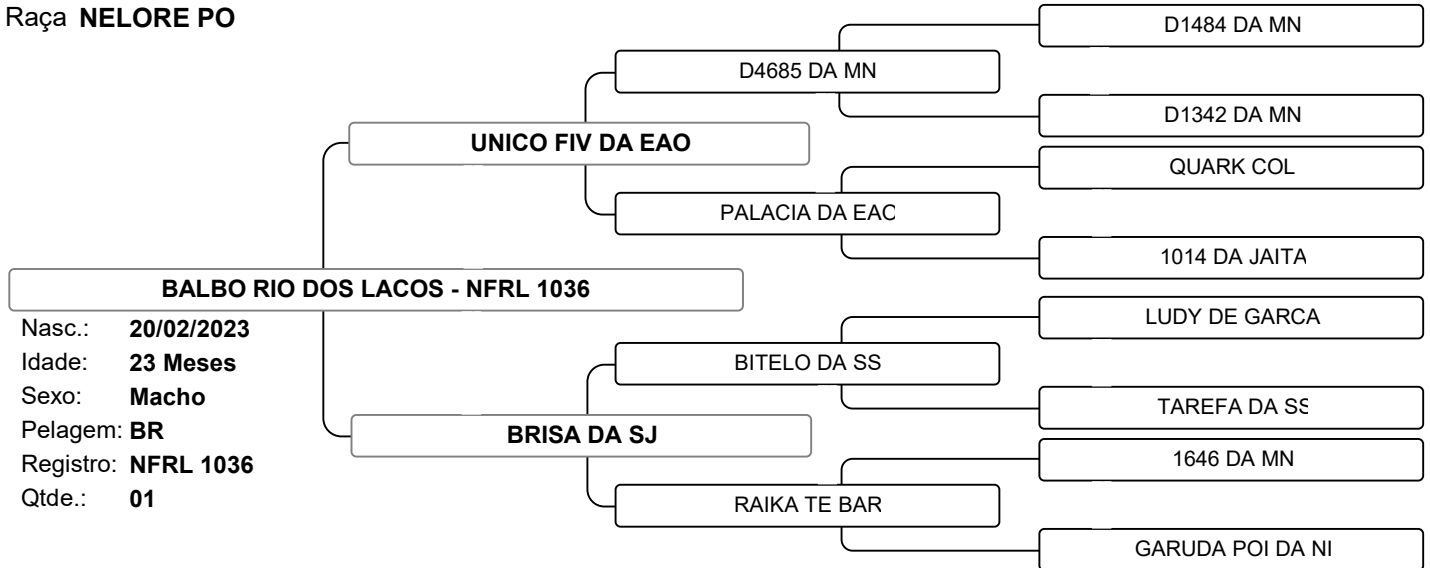 Raça NELORE PO
D1484 DA MN
D4685 DA MN
D1342 DA MN
UNICO FIV DA EAO
QUARK COL
PALACIA DA EAO
1014 DA JAITA
BALBO RIO DOS LACOS - NFRL 1036
Nasc.: 20/02/2023
Idade: 23 Meses
Sexo: Macho
Pelagem: BR
Registro: NFRL 1036
Qtde.: 01
LUDY DE GARCA
BITELO DA SS
TAREFA DA SS
BRISA DA SJ
1646 DA MN
RAIKA TE BAR
GARUDA POI DA NI